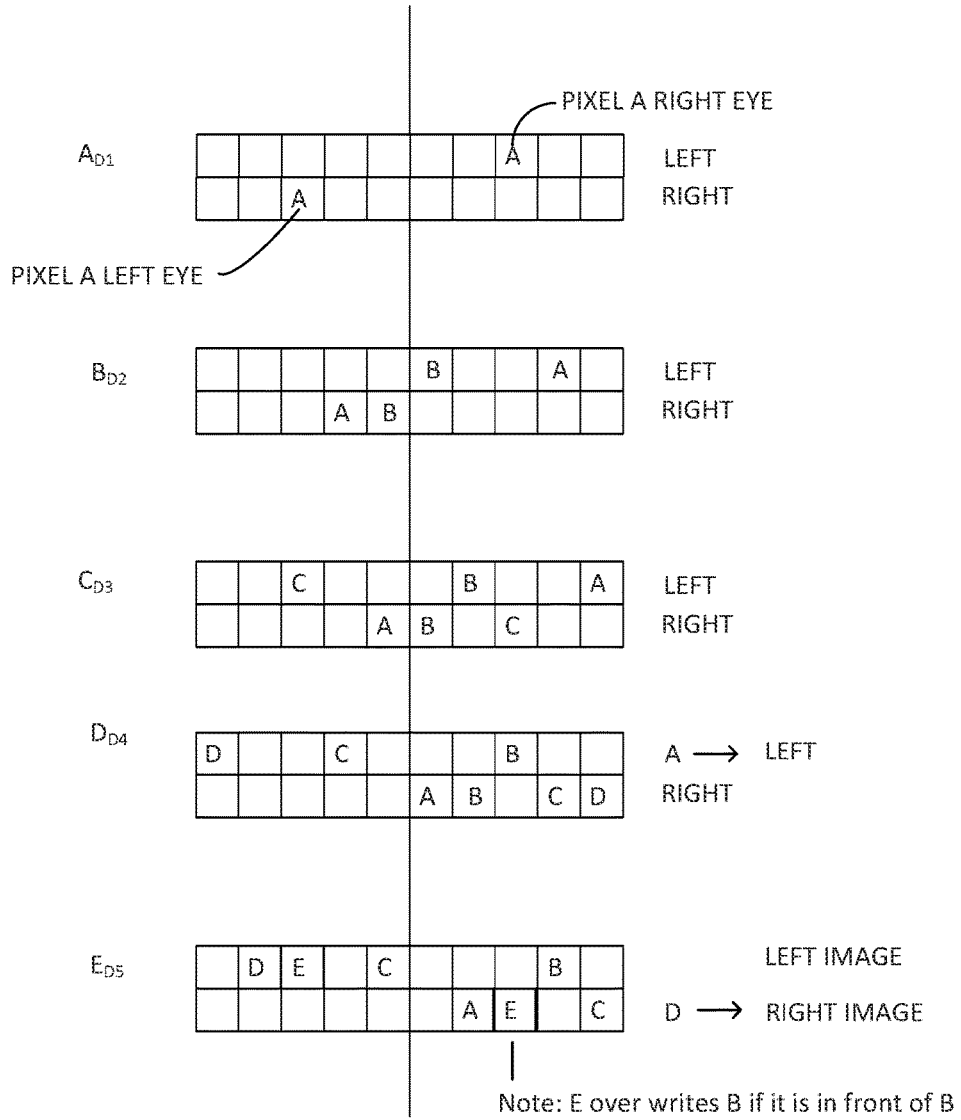 PIXEL A RIGHT EYE
A_D1
A LEFT
A RIGHT
PIXEL A LEFT EYE
B_D2
B A LEFT
A B RIGHT
C_D3
C B A LEFT
A B C RIGHT
D_D4
D C B A → LEFT
A B C D RIGHT
E_D5
D E C B LEFT IMAGE
A E C D → RIGHT IMAGE
Note: E over writes B if it is in front of B